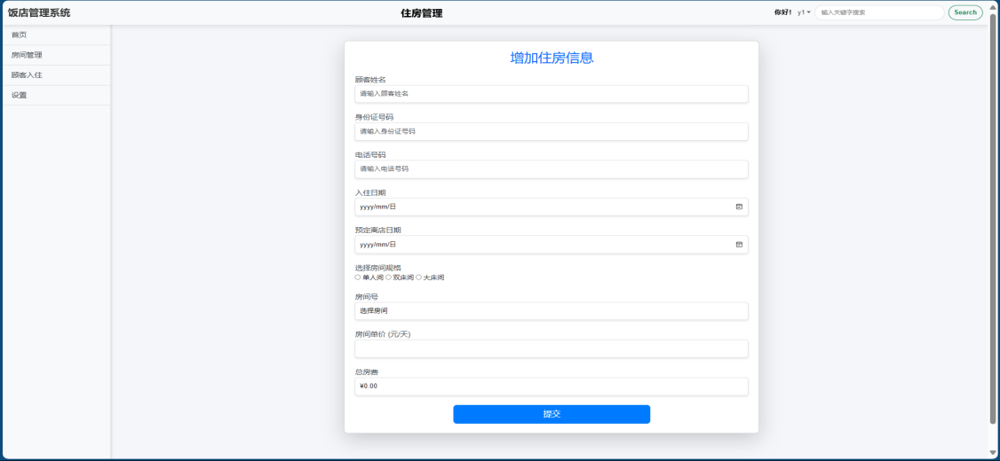 饭店管理系统
住房管理
你好! y1
输入关键字搜索
Search
首页
房间管理
顾客入住
设置
增加住房信息
顾客姓名
请输入顾客姓名
身份证号码
请输入身份证号码
电话号码
请输入电话号码
入住日期
yyyy/mm/日
预定离店日期
yyyy/mm/日
选择房间规格
单人间 双床间 大床间
房间号
选择房间
房间单价 (元/天)
总房费
¥0.00
提交